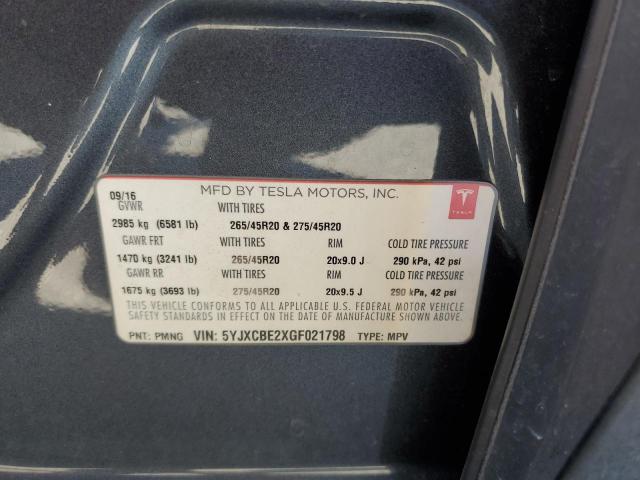 MFD BY TESLA MOTORS, INC.
09/16
GVWR WITH TIRES
2985 kg (6581 lb) 265/45R20 & 275/45R20
GAWR FRT WITH TIRES RIM COLD TIRE PRESSURE
1470 kg (3241 lb) 265/45R20 20x9.0 J 290 kPa, 42 psi
GAWR RR WITH TIRES RIM COLD TIRE PRESSURE
1675 kg (3693 lb) 275/45R20 20x9.5 J 290 kPa, 42 psi
THIS VEHICLE CONFORMS TO ALL APPLICABLE U.S. FEDERAL MOTOR VEHICLE
SAFETY STANDARDS IN EFFECT ON THE DATE OF MANUFACTURE SHOWN ABOVE.
PNT: PMNG VIN: 5YJXCBE2XGF021798 TYPE: MPV
TESLA